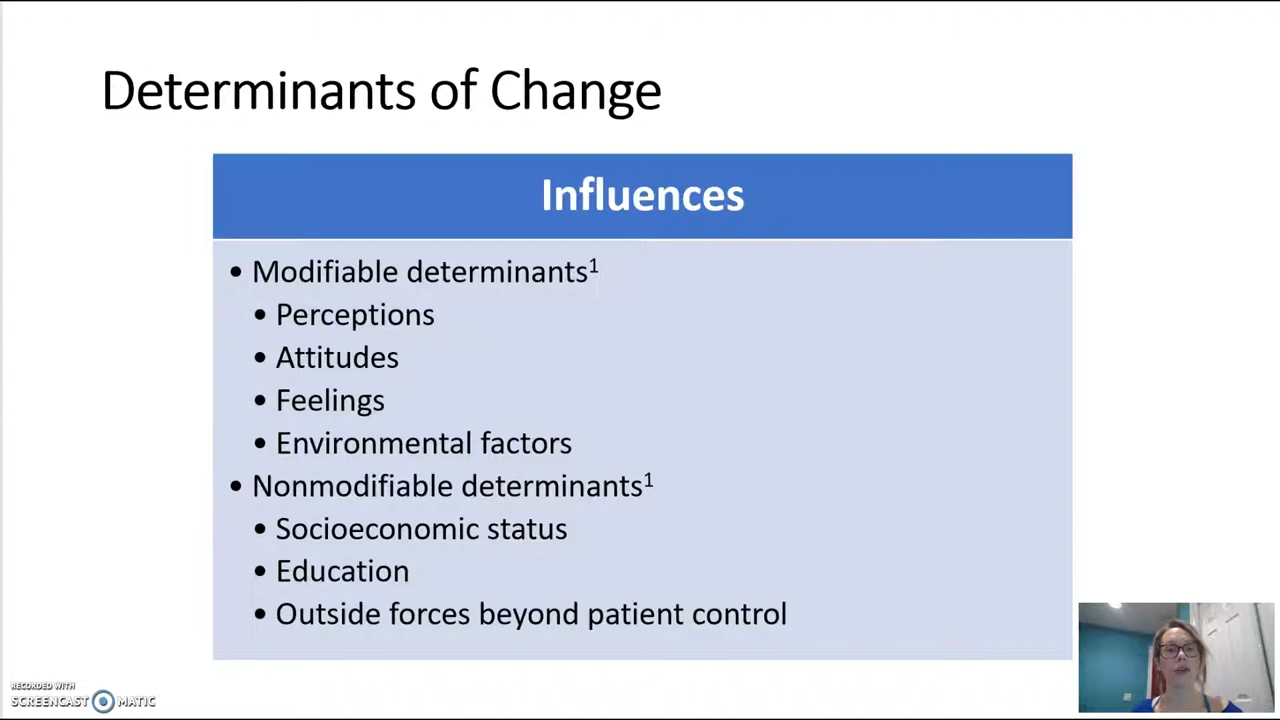 Determinants of Change
Influences
• Modifiable determinants¹
• Perceptions
• Attitudes
• Feelings
• Environmental factors
• Nonmodifiable determinants¹
• Socioeconomic status
• Education
• Outside forces beyond patient control
RECORDED WITH
SCREENCAST MATIC